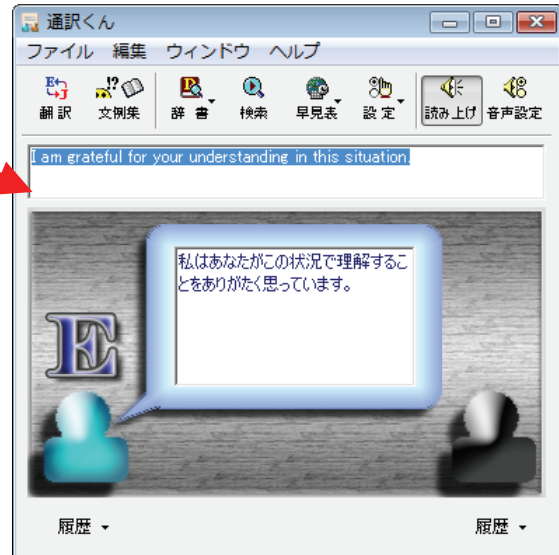 通訳くん
ファイル 編集 ウィンドウ ヘルプ
翻訳 文例集 辞書 検索 早見表 設定 読み上げ 音声設定
I am grateful for your understanding in this situation.
私はあなたがこの状況で理解するこ
とをありがたく思っています。
E
履歴 履歴